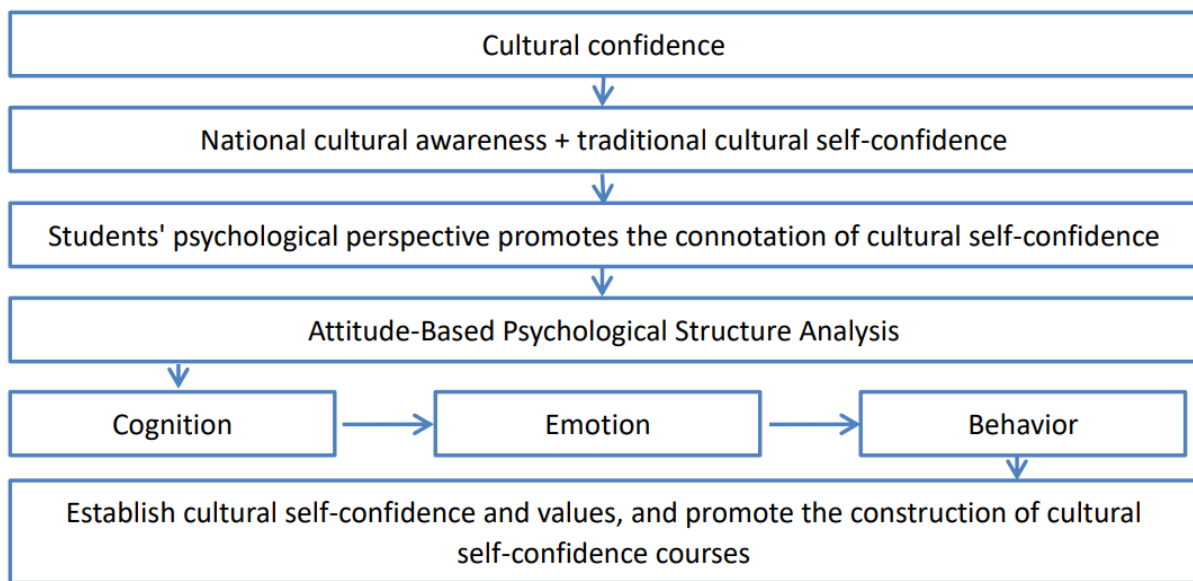 Cultural confidence
National cultural awareness + traditional cultural self-confidence
Students' psychological perspective promotes the connotation of cultural self-confidence
Attitude-Based Psychological Structure Analysis
Cognition
Emotion
Behavior
Establish cultural self-confidence and values, and promote the construction of cultural
self-confidence courses